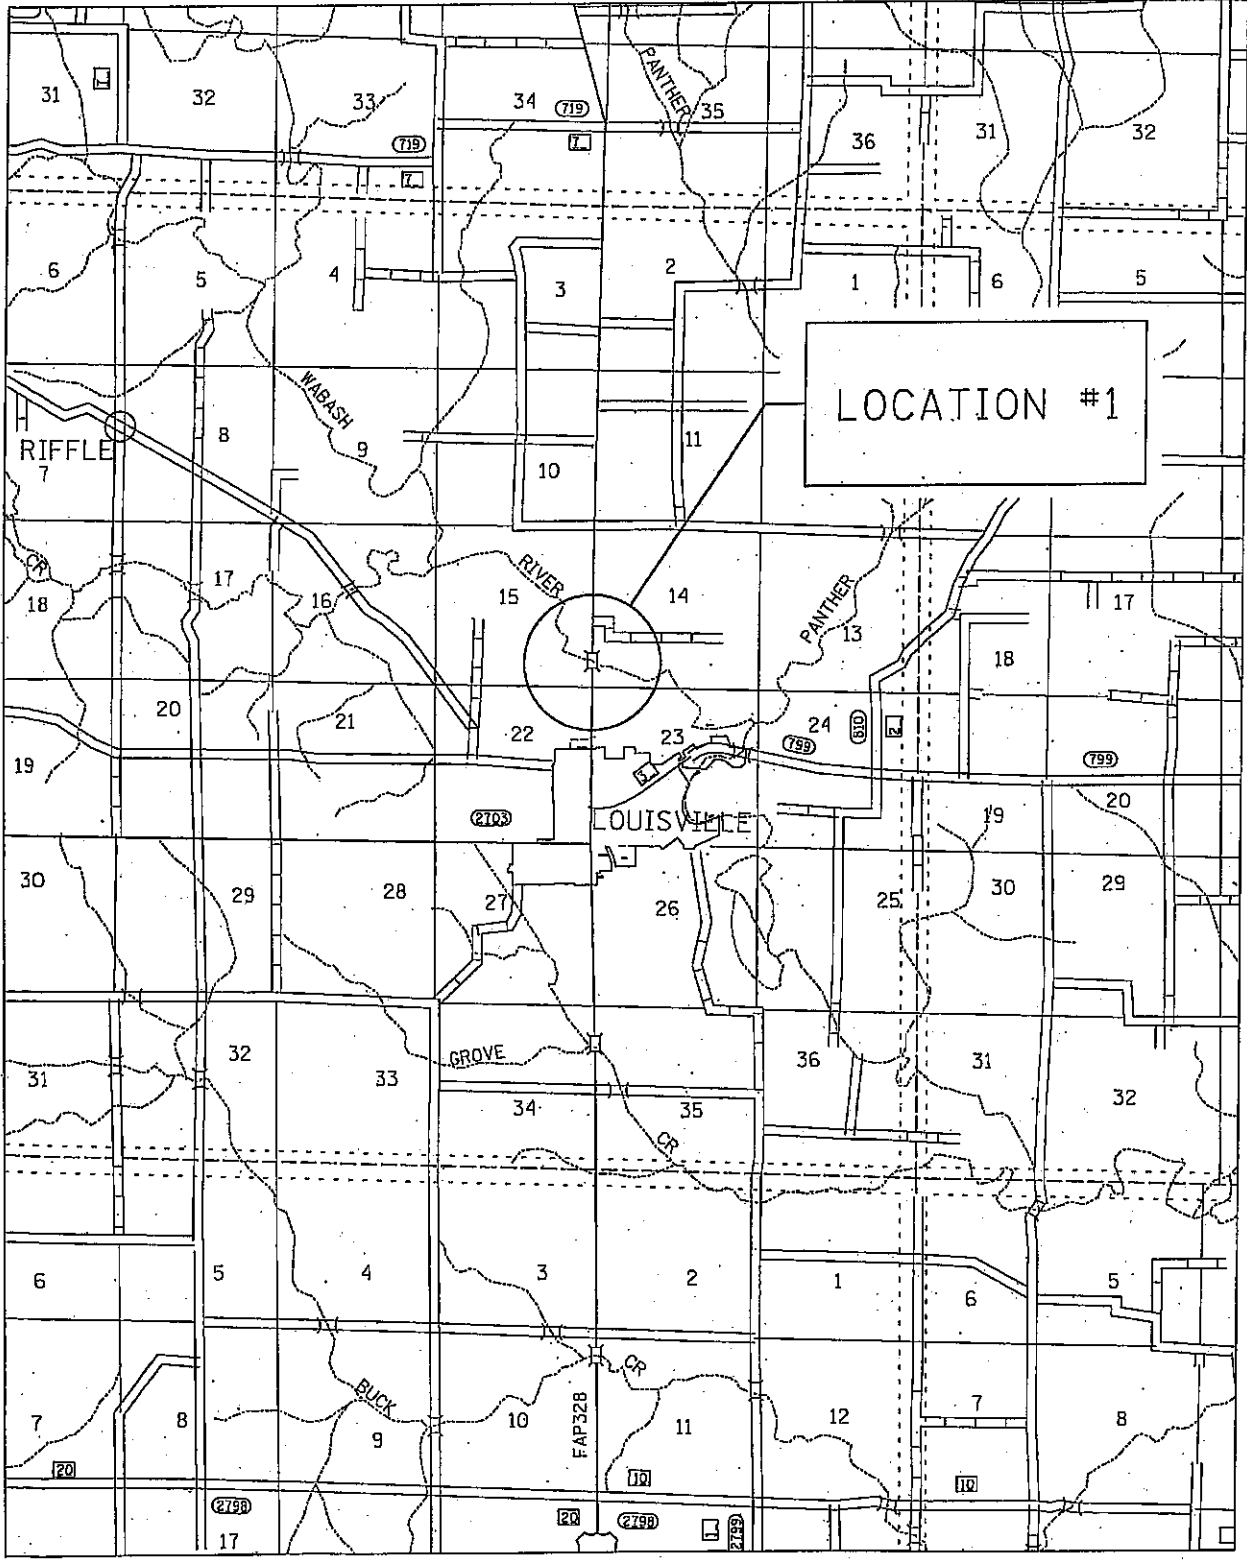 31 7 32 33 34 719 PANTHER 35 36 31 32
719 7 7
6 5 4 3 2 1 6 5
WABASH
LOCATION #1
RIFFLE
7 8 9 10 11
CR
18 17 16 15 RIVER 14 PANTHER 13 18 17
19 20 21 22 23 24 799 810 2 799
3
2703 LOUISVILLE 19 20
30 29 28 27 26 25 30 29
31 32 33 GROVE 34 35 36 31 32
CR
6 5 4 3 2 1 6 5
7 8 BUCK 9 10 CR FAP328 11 12 7 8
20 10 10
2798 20 2798 1 2799
17